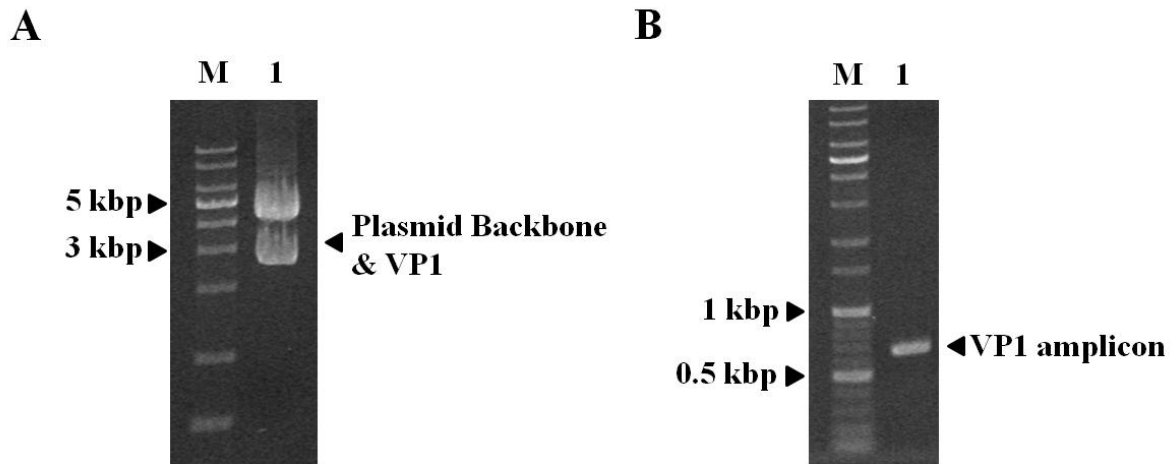 A
M 1
5 kbp
3 kbp
Plasmid Backbone
& VP1
B
M 1
1 kbp
0.5 kbp
VP1 amplicon